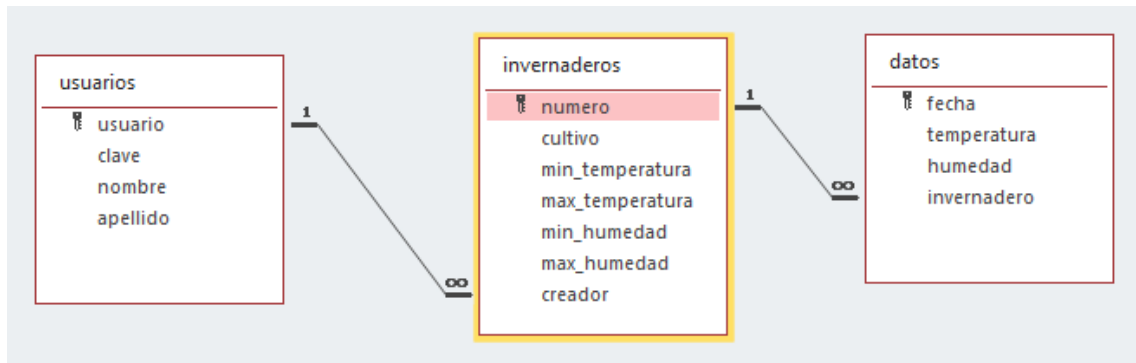 usuarios
usuario
clave
nombre
apellido
1
∞
invernaderos
numero
cultivo
min_temperatura
max_temperatura
min_humedad
max_humedad
creador
1
∞
datos
fecha
temperatura
humedad
invernadero